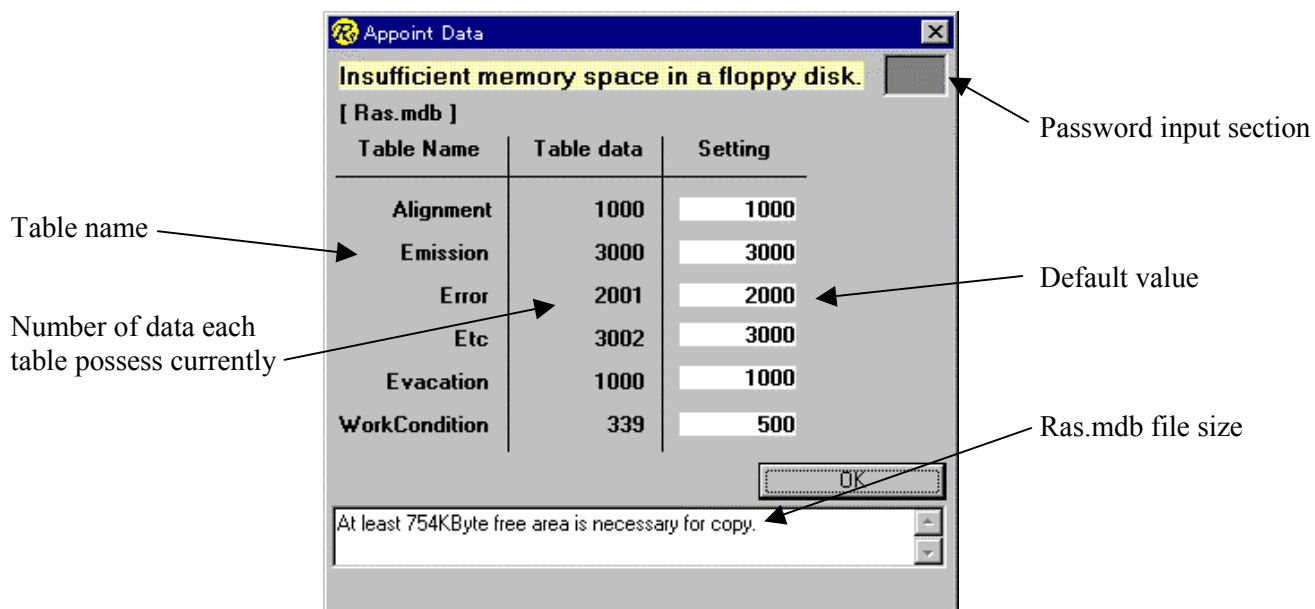 Appoint Data
Insufficient memory space in a floppy disk.
[ Ras.mdb ]
Table Name Table data Setting
Alignment 1000 1000
Emission 3000 3000
Error 2001 2000
Etc 3002 3000
Evacation 1000 1000
WorkCondition 339 500
OK
At least 754KByte free area is necessary for copy.
Table name
Number of data each
table possess currently
Password input section
Default value
Ras.mdb file size